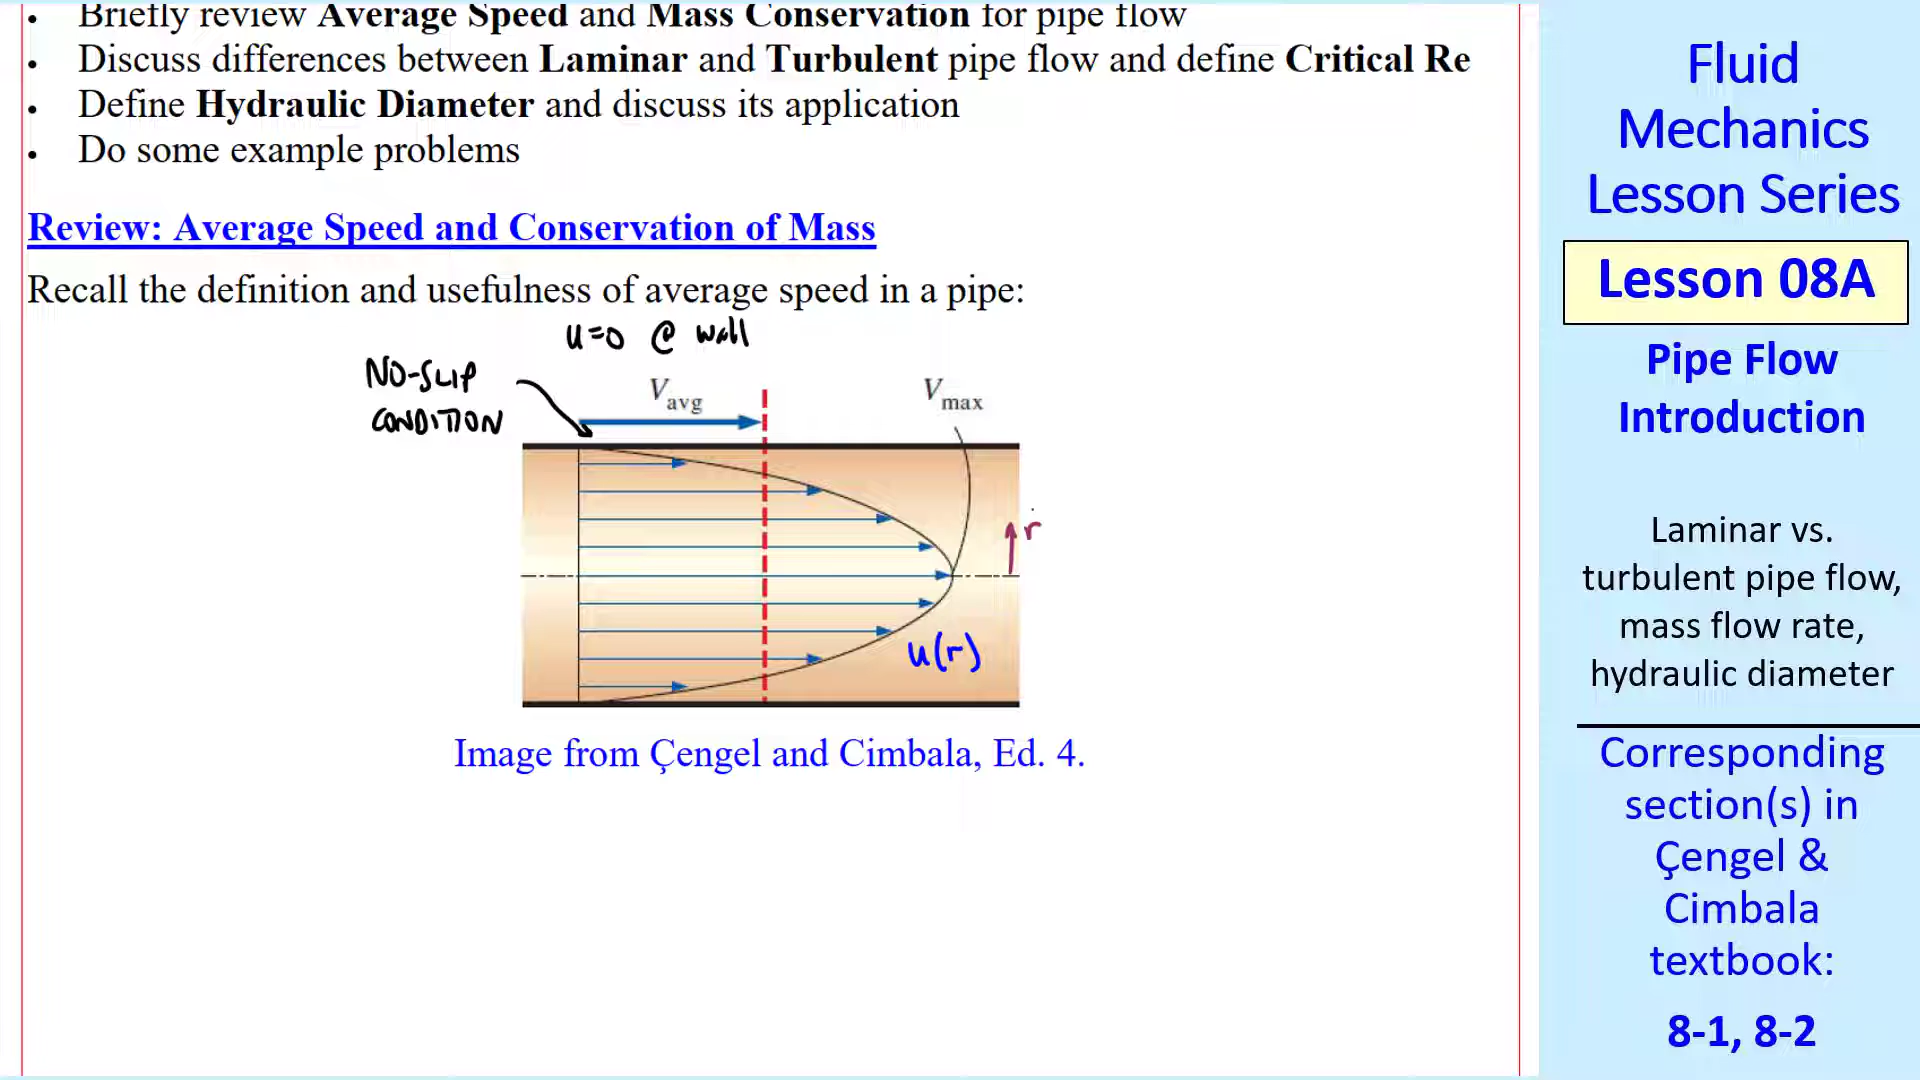 • Briefly review Average Speed and Mass Conservation for pipe flow
• Discuss differences between Laminar and Turbulent pipe flow and define Critical Re
• Define Hydraulic Diameter and discuss its application
• Do some example problems
Review: Average Speed and Conservation of Mass
Recall the definition and usefulness of average speed in a pipe:
u=0 @ wall
NO-SLIP
CONDITION
Vavg
Vmax
r
u(r)
Image from Çengel and Cimbala, Ed. 4.
Fluid
Mechanics
Lesson Series
Lesson 08A
Pipe Flow
Introduction
Laminar vs.
turbulent pipe flow,
mass flow rate,
hydraulic diameter
Corresponding
section(s) in
Çengel &
Cimbala
textbook:
8-1, 8-2